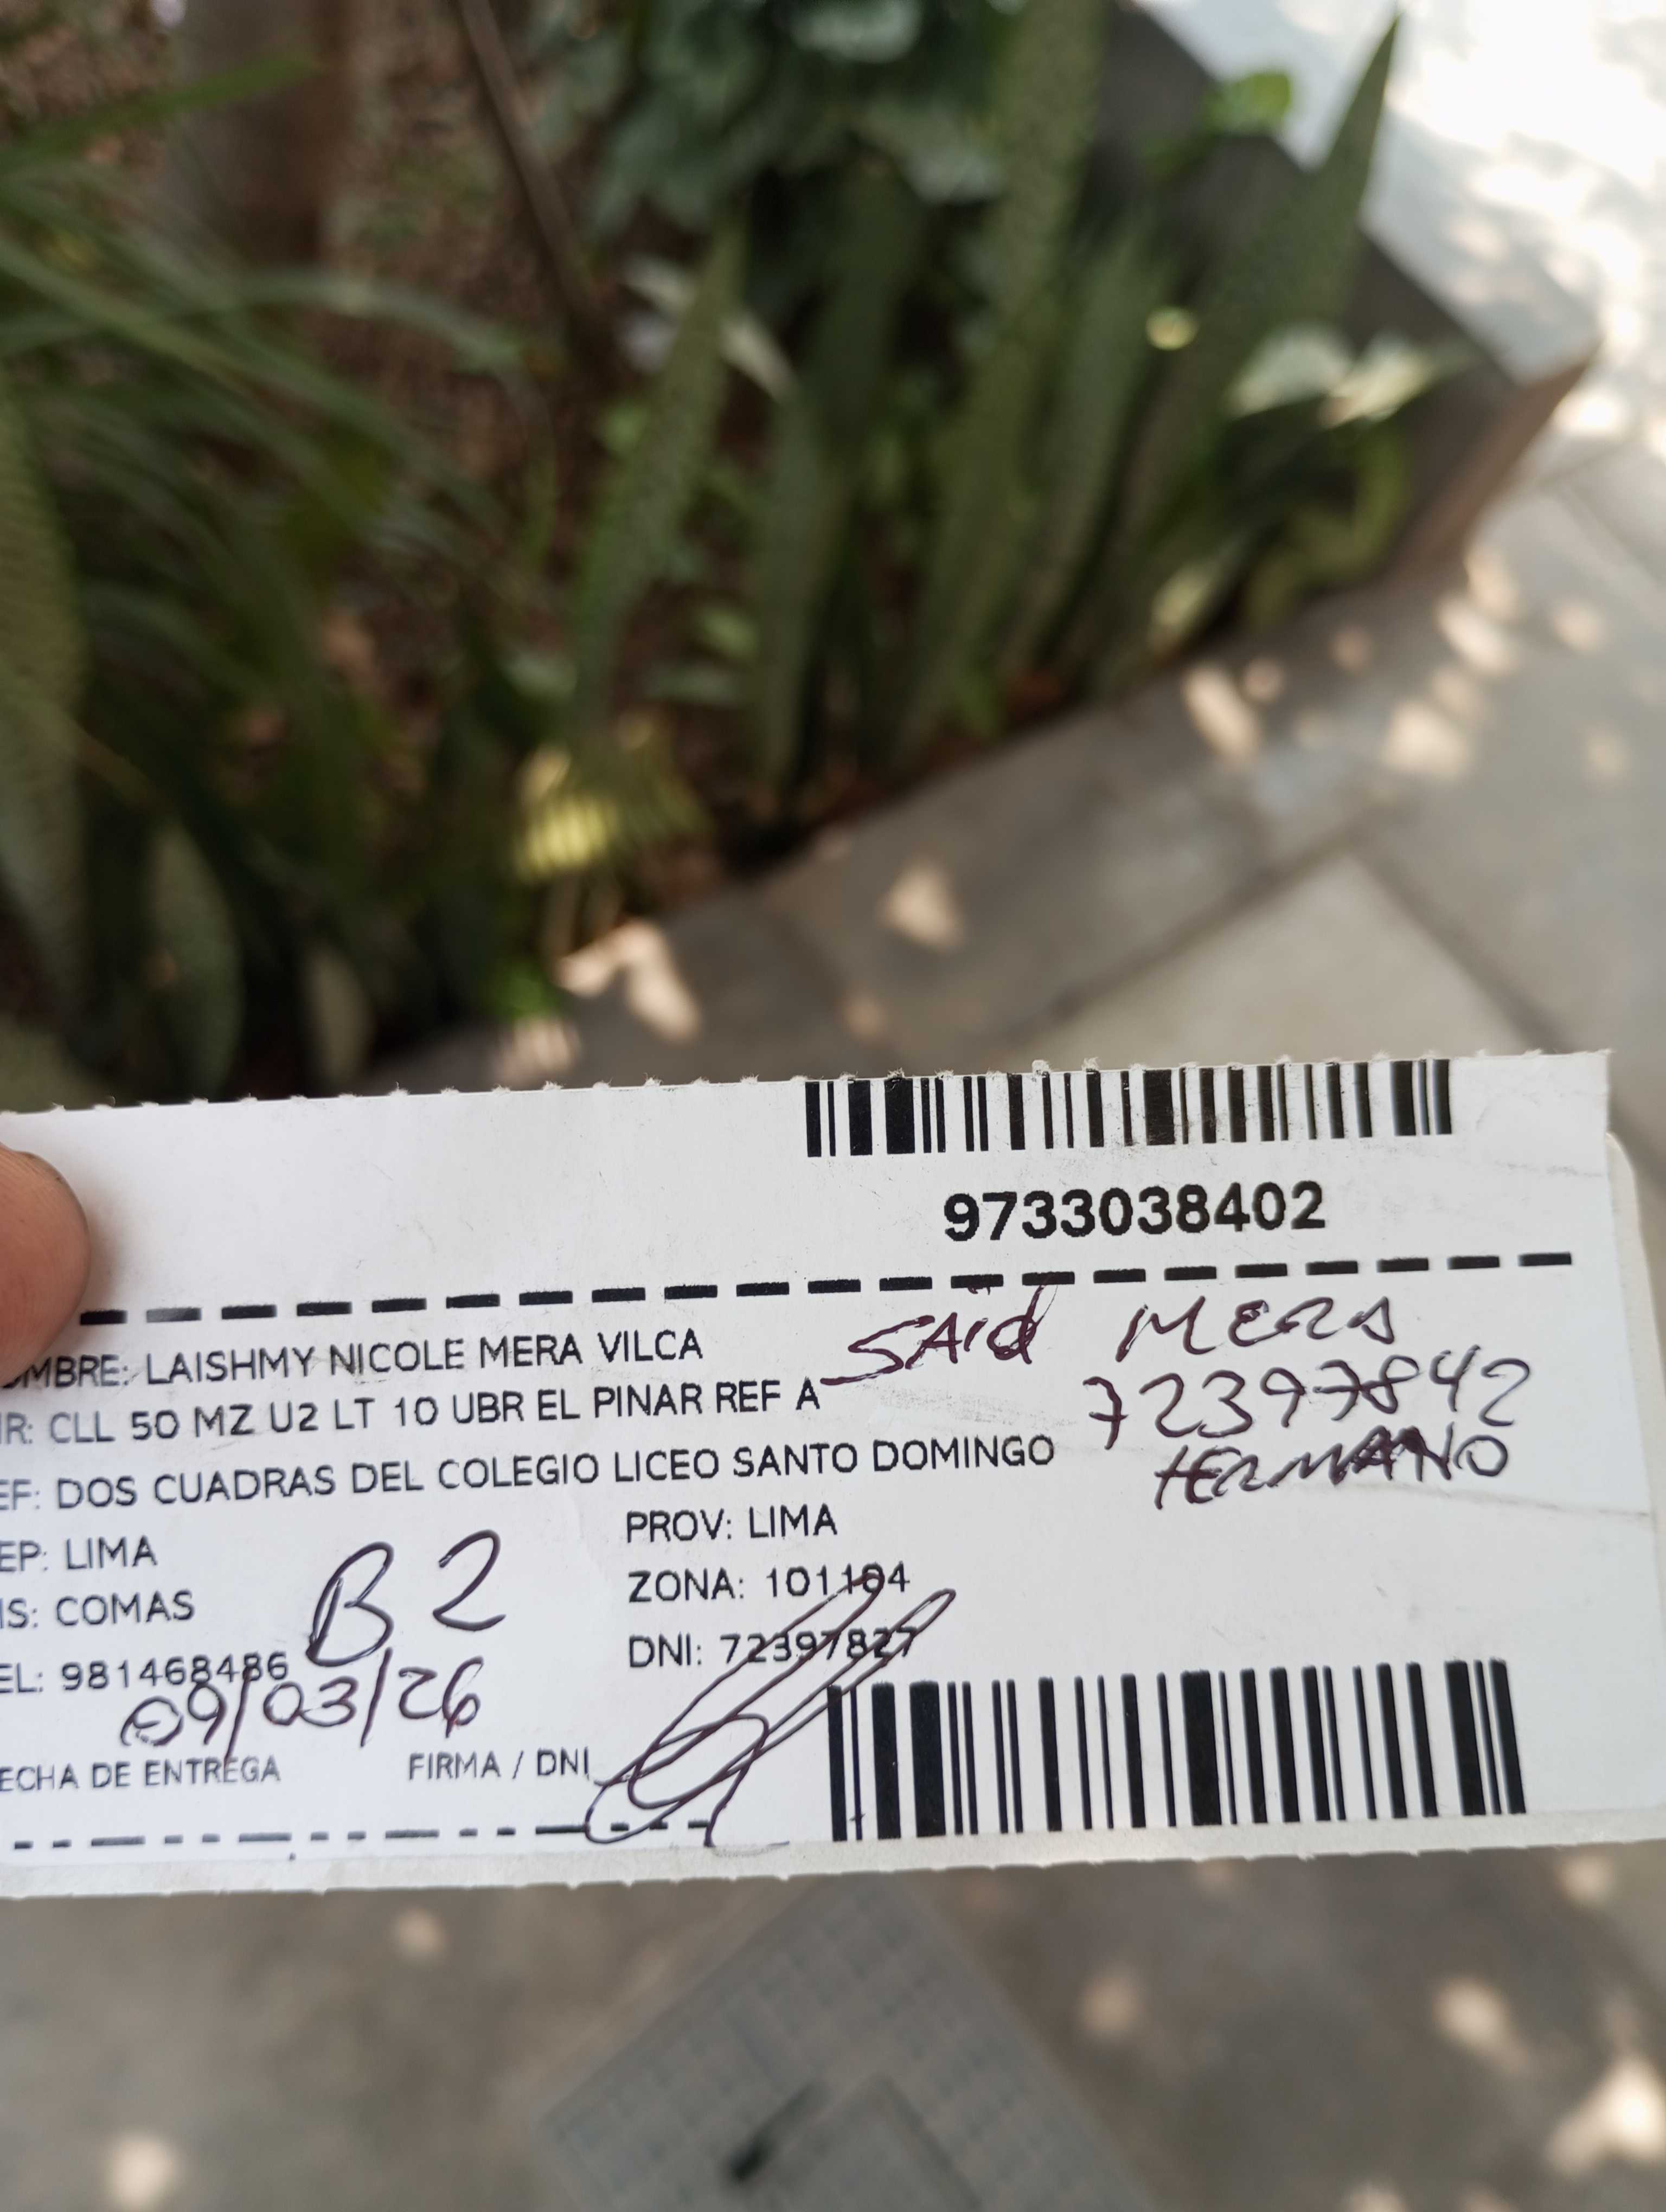 9733038402
MBRE: LAISHMY NICOLE MERA VILCA
SAid MERA
IR: CLL 50 MZ U2 LT 10 UBR EL PINAR REF A
72397842
EF: DOS CUADRAS DEL COLEGIO LICEO SANTO DOMINGO
HERMANO
EP: LIMA
PROV: LIMA
IS: COMAS
B2
ZONA: 101104
EL: 981468486
DNI: 72397827
09/03/26
ECHA DE ENTREGA
FIRMA / DNI